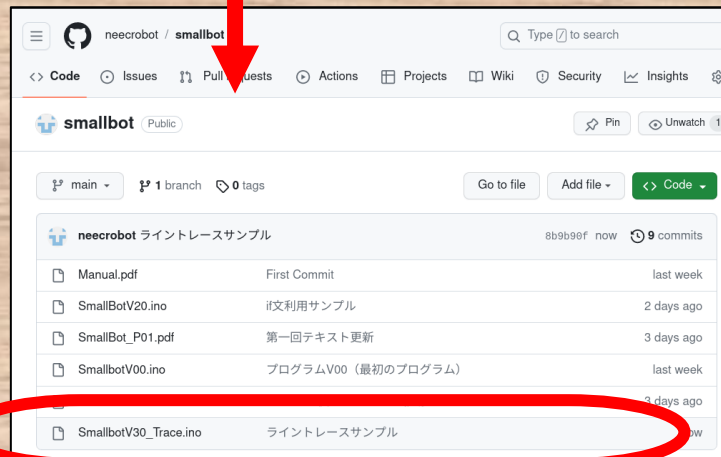 neecrobot / smallbot
Type / to search
<> Code Issues Pull Actions Projects Wiki Security Insights
smallbot Public Pin Unwatch 1
main 1 branch 0 tags Go to file Add file <> Code
neecrobot ライントレースサンプル 8b9b90f now 9 commits
Manual.pdf First Commit last week
SmallBotV20.ino if文利用サンプル 2 days ago
SmallBot_P01.pdf 第一回テキスト更新 3 days ago
SmallbotV00.ino プログラムV00（最初のプログラム） last week
3 days ago
SmallbotV30_Trace.ino ライントレースサンプル